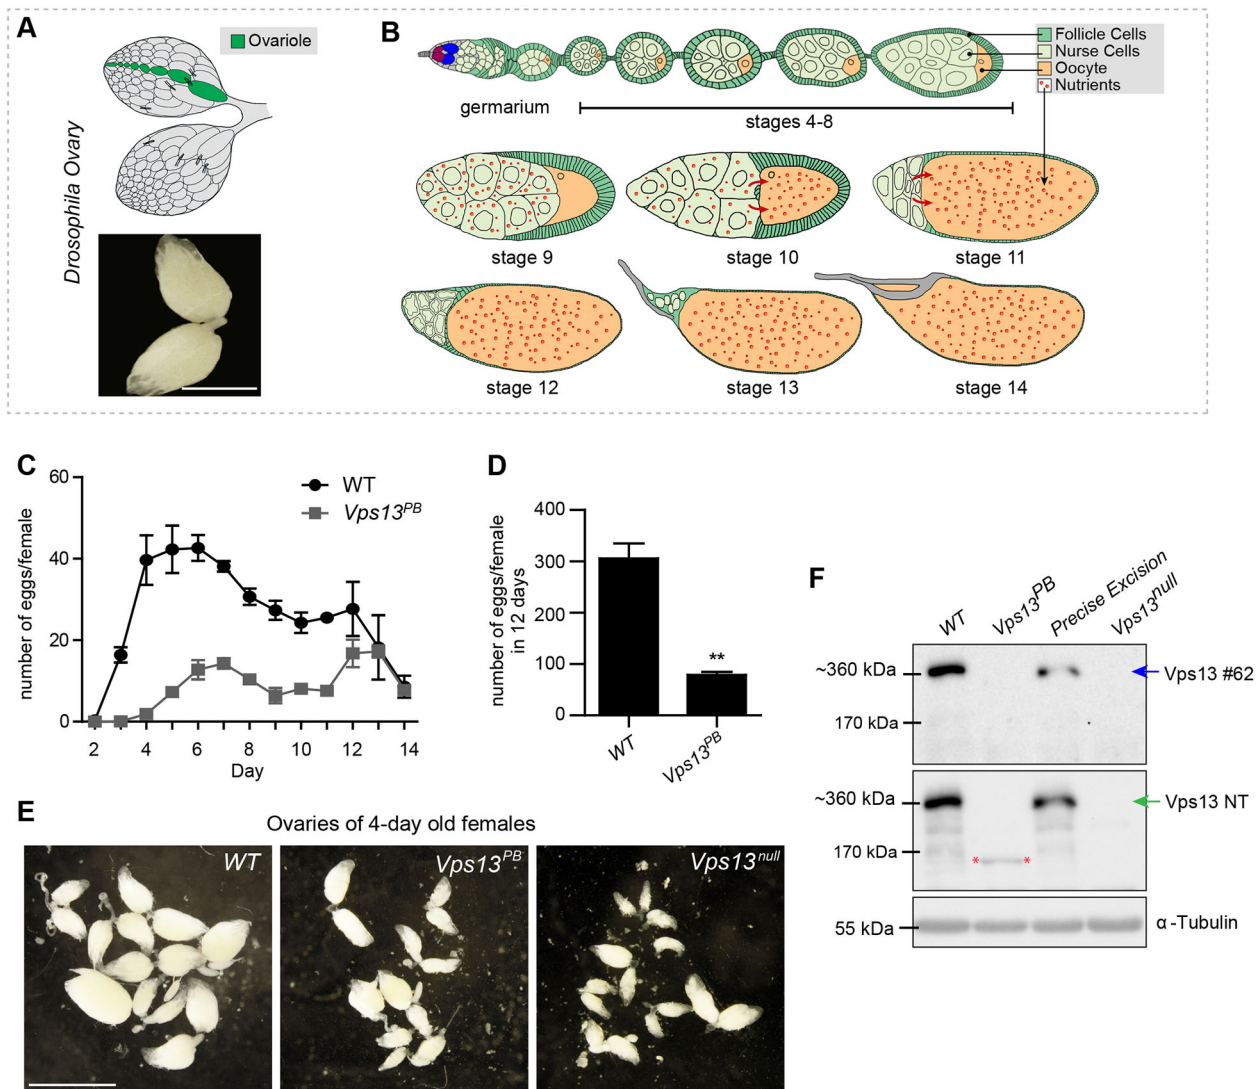 A
Ovariole
Drosophila Ovary
B
Follicle Cells
Nurse Cells
Oocyte
Nutrients
germarium
stages 4-8
stage 9
stage 10
stage 11
stage 12
stage 13
stage 14
C
number of eggs/female
60
40
20
0
2
4
6
8
10
12
14
Day
WT
Vps13PB
D
number of eggs/female
in 12 days
400
300
200
100
0
**
WT
Vps13PB
E
Ovaries of 4-day old females
WT
Vps13PB
Vps13null
F
WT
Vps13PB
Precise Excision
Vps13null
~360 kDa
Vps13 #62
170 kDa
~360 kDa
Vps13 NT
170 kDa
* *
55 kDa
α-Tubulin